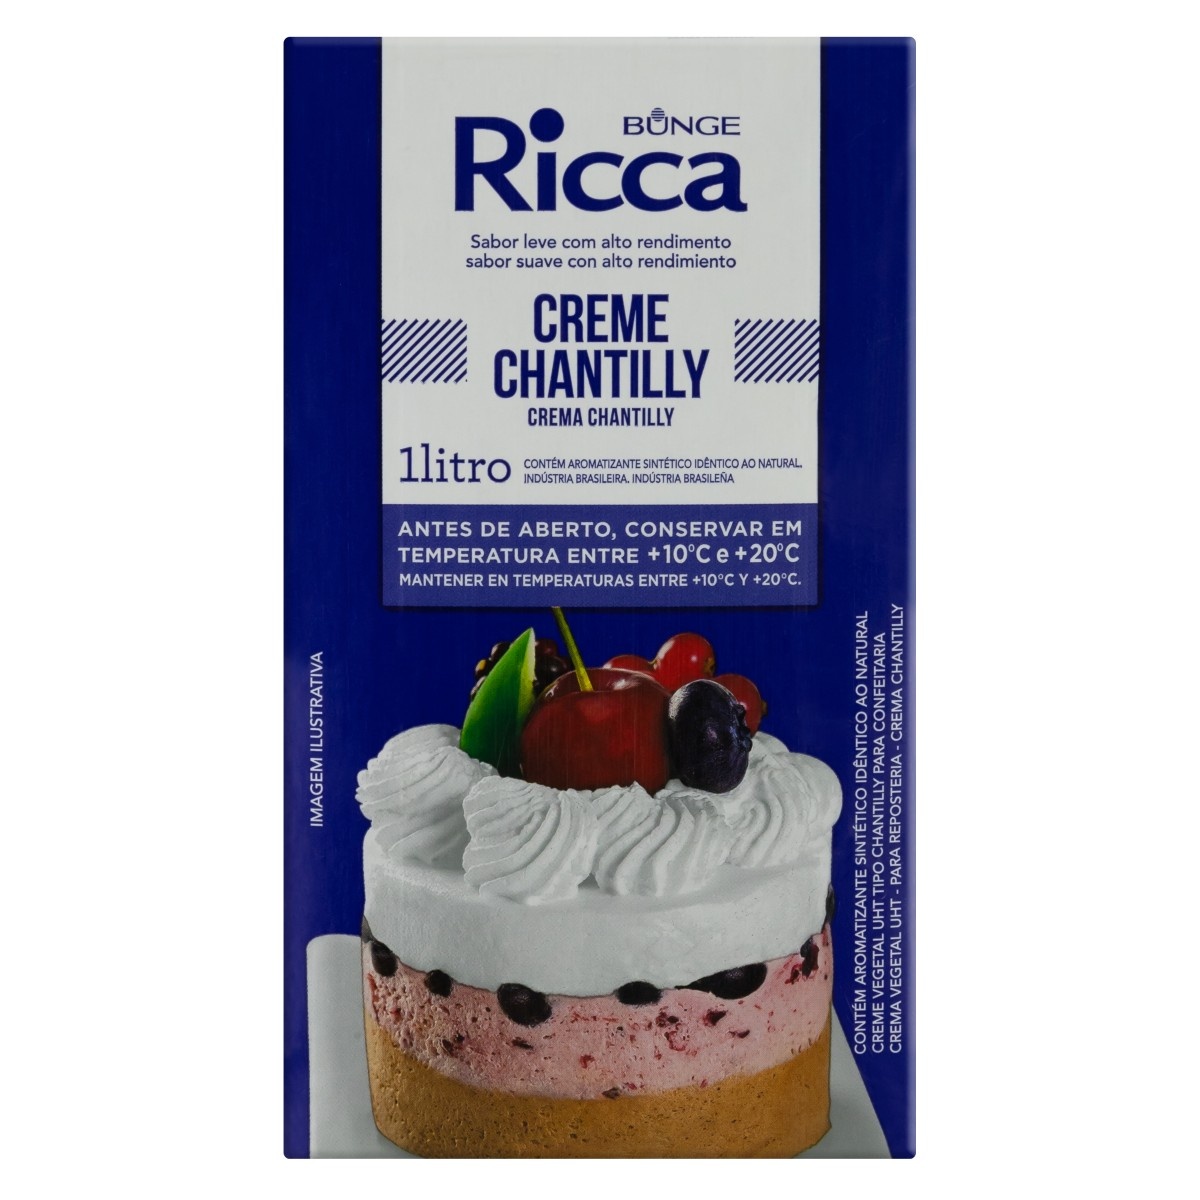 BUNGE
Ricca
Sabor leve com alto rendimento
sabor suave con alto rendimiento
CREME
CHANTILLY
CREMA CHANTILLY
1litro
CONTÉM AROMATIZANTE SINTÉTICO IDÊNTICO AO NATURAL.
INDÚSTRIA BRASILEIRA. INDÚSTRIA BRASILEÑA
ANTES DE ABERTO, CONSERVAR EM
TEMPERATURA ENTRE +10°C e +20°C
MANTENER EN TEMPERATURAS ENTRE +10°C Y +20°C.
IMAGEM ILUSTRATIVA
CONTÉM AROMATIZANTE SINTÉTICO IDÊNTICO AO NATURAL
CREME VEGETAL UHT TIPO CHANTILLY PARA CONFEITARIA
CREMA VEGETAL UHT - PARA REPOSTERIA - CREMA CHANTILLY